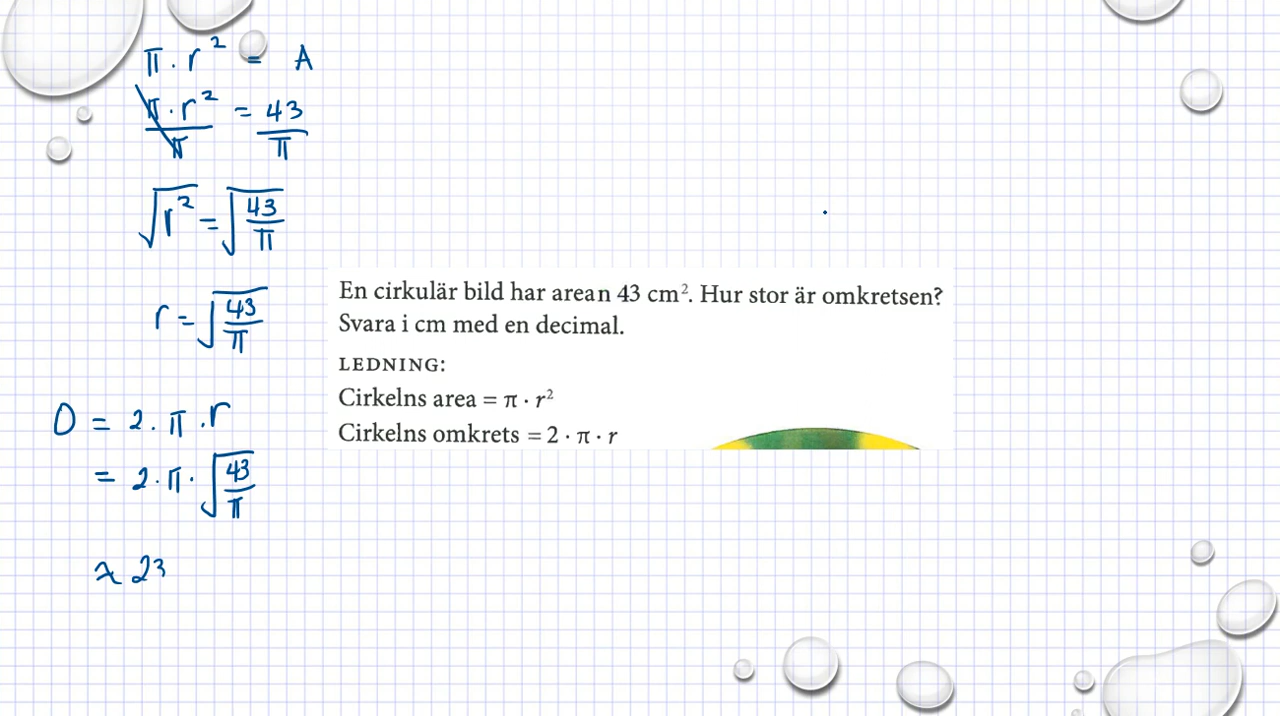 π · r² = A
π · r² / π = 43 / π
√r² = √(43/π)
r = √(43/π)
O = 2 · π · r
= 2 · π · √(43/π)
≈ 23
En cirkulär bild har arean 43 cm². Hur stor är omkretsen?
Svara i cm med en decimal.
LEDNING:
Cirkelns area = π · r²
Cirkelns omkrets = 2 · π · r